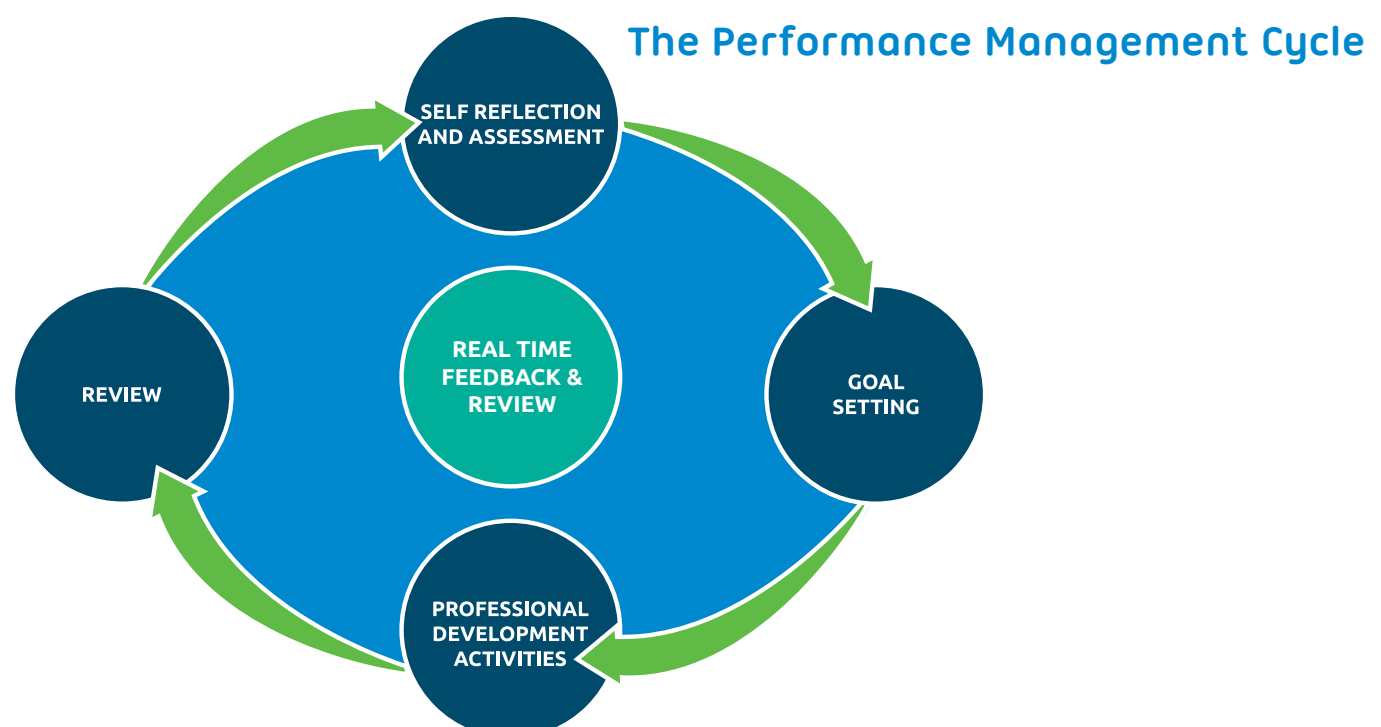 The Performance Management Cycle
SELF REFLECTION
AND ASSESSMENT
REAL TIME
FEEDBACK &
REVIEW
GOAL
SETTING
REVIEW
PROFESSIONAL
DEVELOPMENT
ACTIVITIES